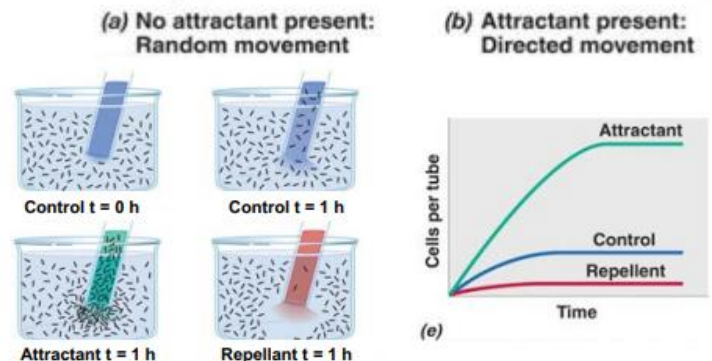 (a) No attractant present:
Random movement
(b) Attractant present:
Directed movement
Control t = 0 h
Control t = 1 h
Attractant t = 1 h
Repellant t = 1 h
Cells per tube
Attractant
Control
Repellent
Time
(e)